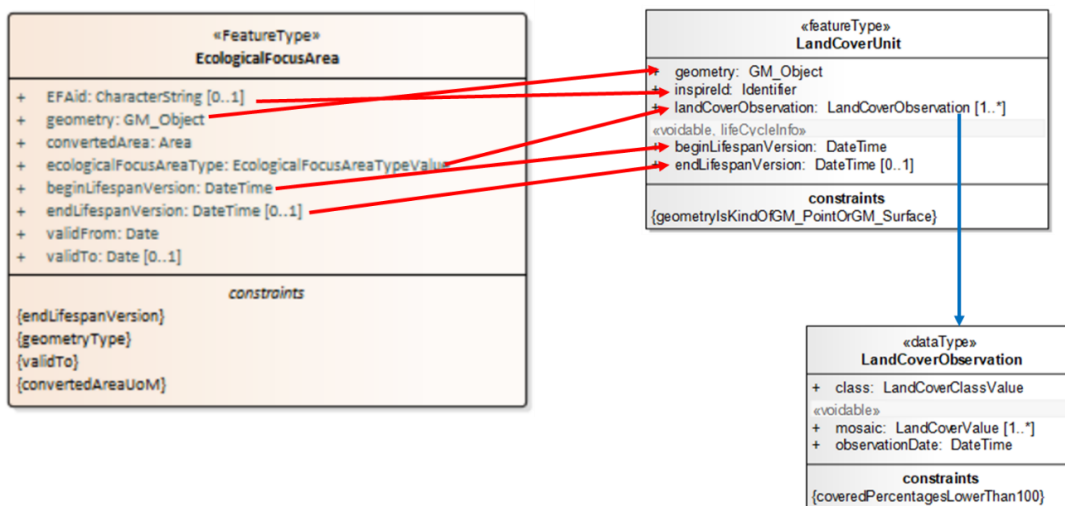 «FeatureType»
EcologicalFocusArea
+ EFAid: CharacterString [0..1]
+ geometry: GM_Object
+ convertedArea: Area
+ ecologicalFocusAreaType: EcologicalFocusAreaTypeValue
+ beginLifespanVersion: DateTime
+ endLifespanVersion: DateTime [0..1]
+ validFrom: Date
+ validTo: Date [0..1]
constraints
{endLifespanVersion}
{geometryType}
{validTo}
{convertedAreaUoM}
«featureType»
LandCoverUnit
+ geometry: GM_Object
+ inspireId: Identifier
+ landCoverObservation: LandCoverObservation [1..*]
«voidable, lifeCycleInfo»
+ beginLifespanVersion: DateTime
+ endLifespanVersion: DateTime [0..1]
constraints
{geometryIsKindOfGM_PointOrGM_Surface}
«dataType»
LandCoverObservation
+ class: LandCoverClassValue
«voidable»
+ mosaic: LandCoverValue [1..*]
+ observationDate: DateTime
constraints
{coveredPercentagesLowerThan100}